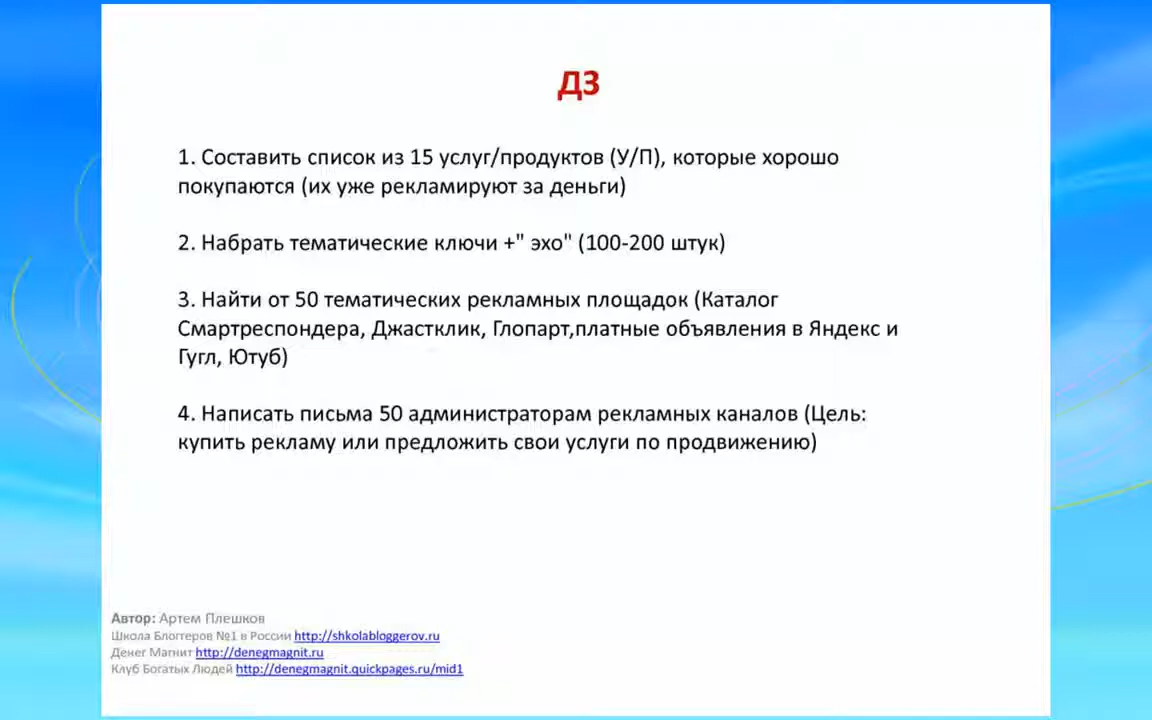 ДЗ
1. Составить список из 15 услуг/продуктов (У/П), которые хорошо
покупаются (их уже рекламируют за деньги)
2. Набрать тематические ключи +" эхо" (100-200 штук)
3. Найти от 50 тематических рекламных площадок (Каталог
Смартреспондера, Джастклик, Глопарт,платные объявления в Яндекс и
Гугл, Ютуб)
4. Написать письма 50 администраторам рекламных каналов (Цель:
купить рекламу или предложить свои услуги по продвижению)
Автор: Артем Плешков
Школа Блоггеров №1 в России http://shkolabloggerov.ru
Денег Магнит http://denegmagnit.ru
Клуб Богатых Людей http://denegmagnit.quickpages.ru/mid1